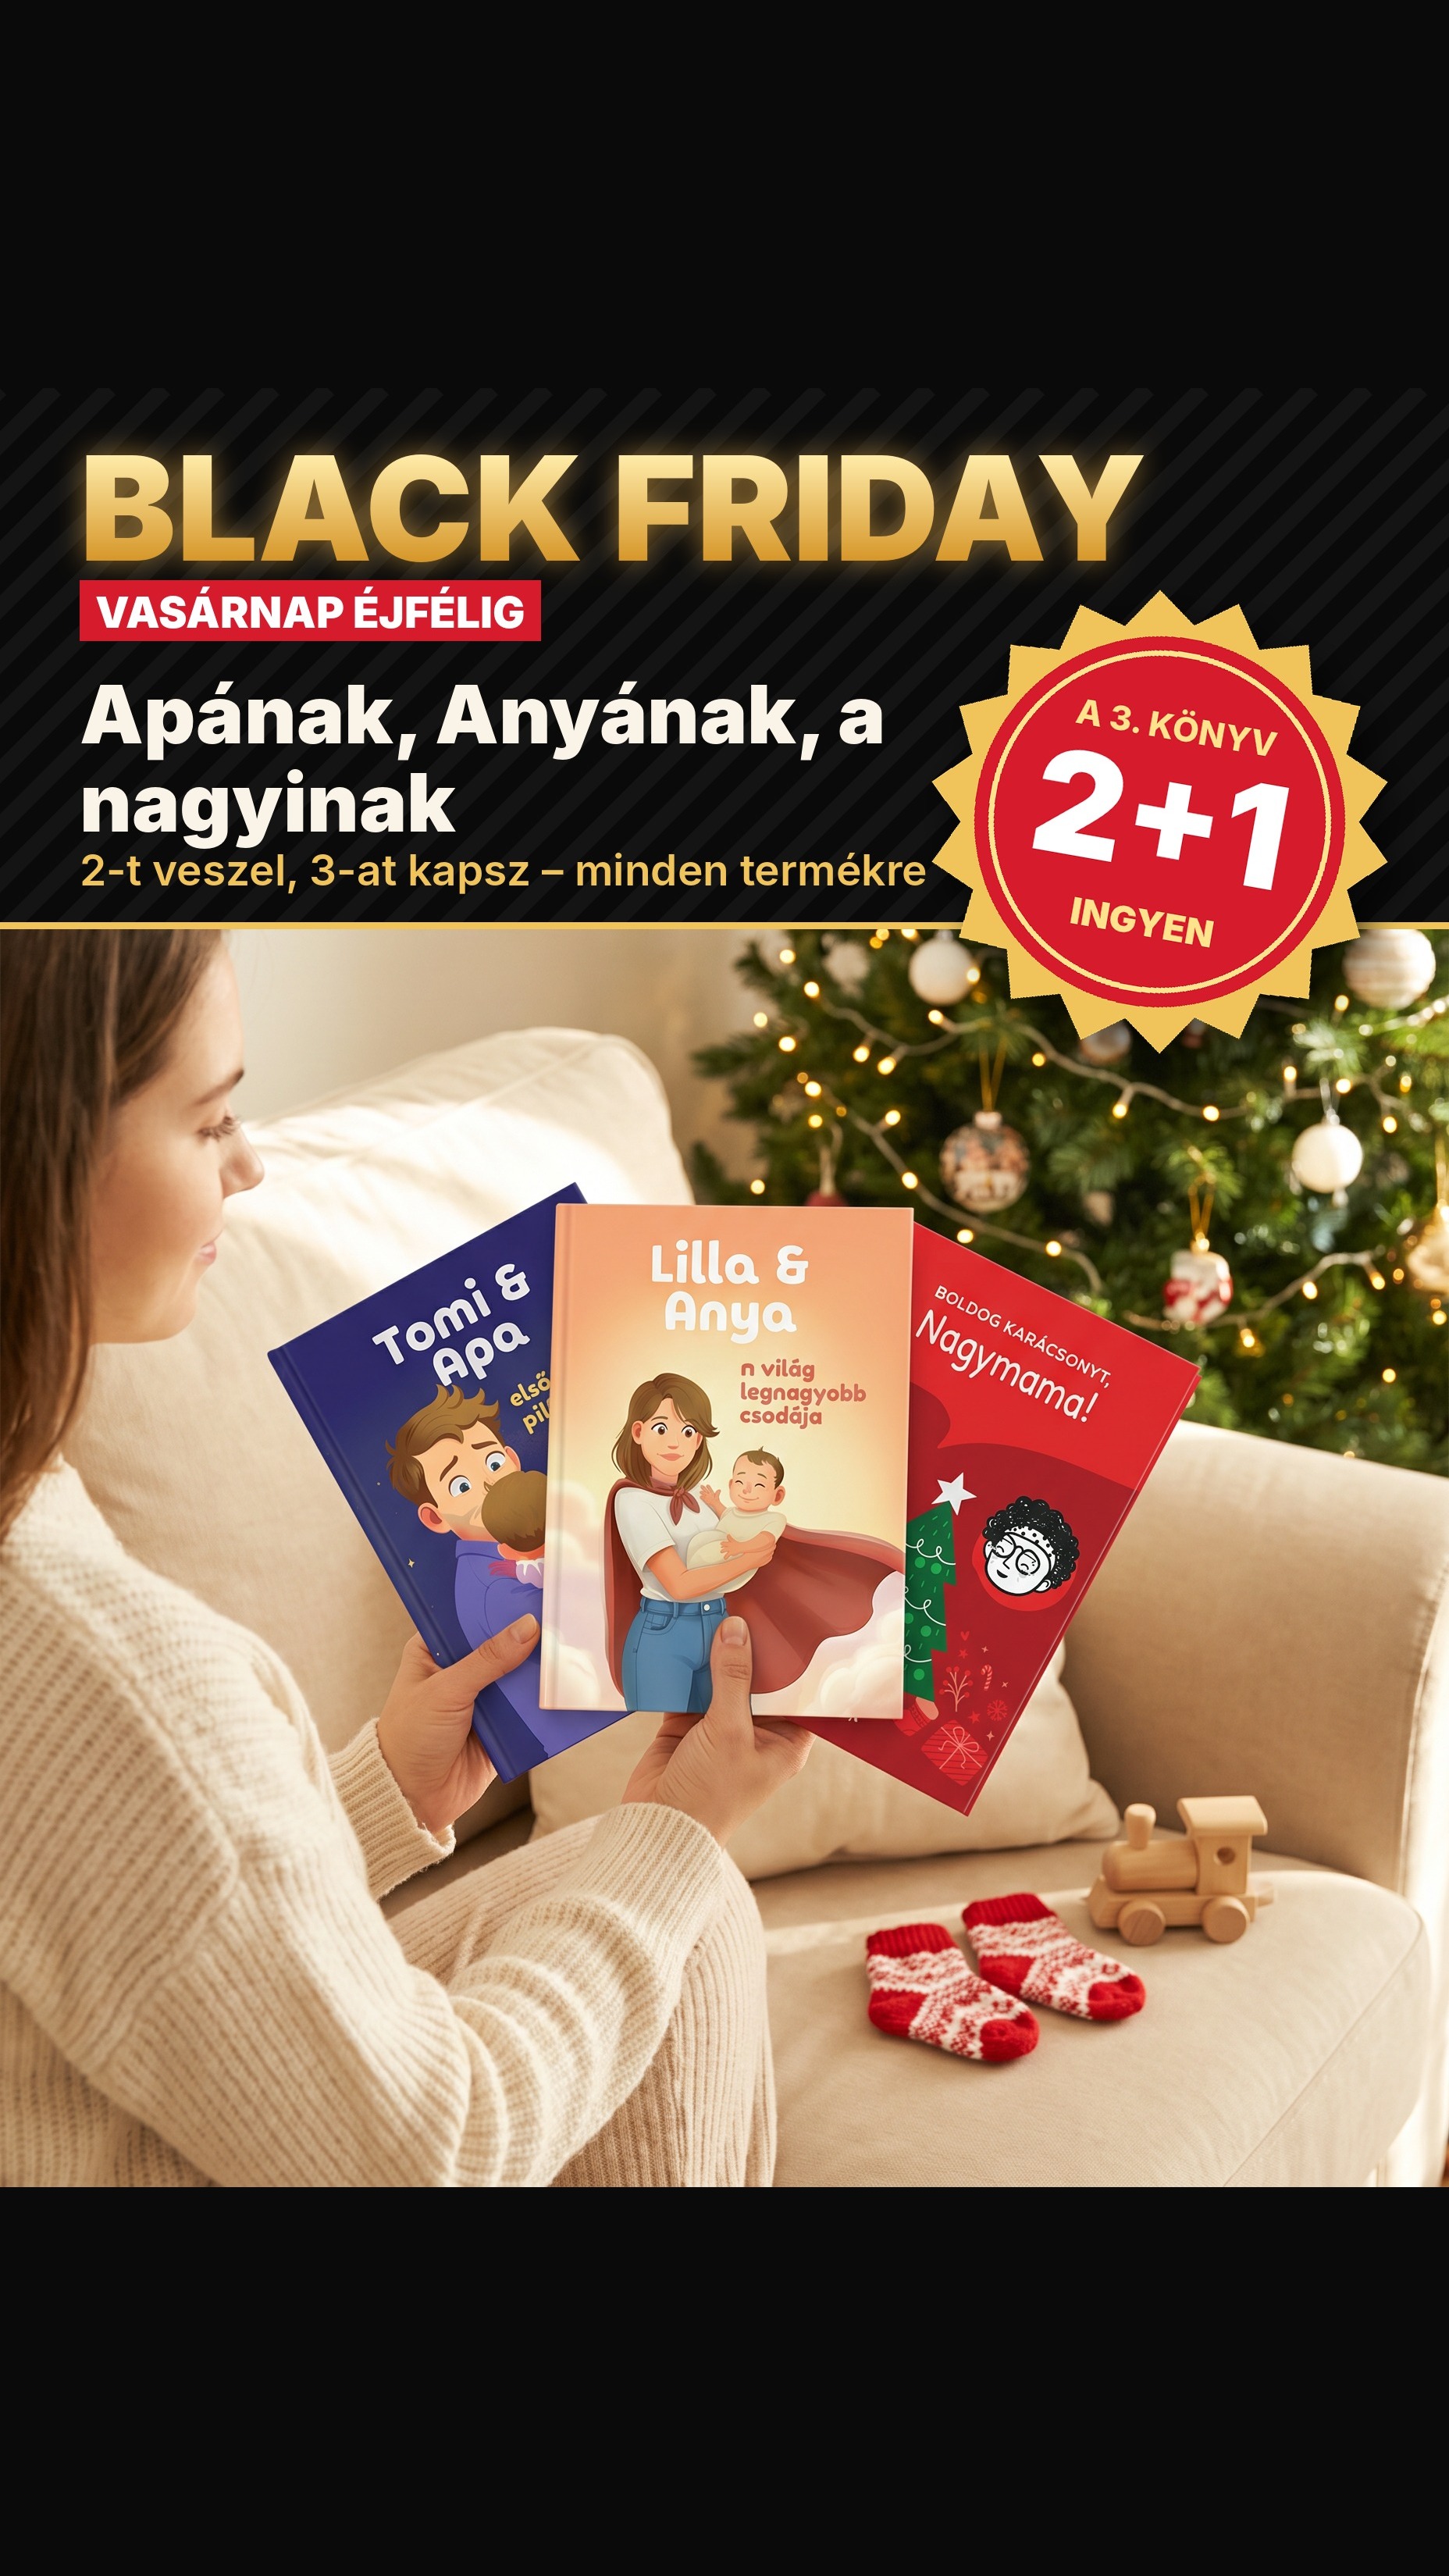 BLACK FRIDAY
VASÁRNAP ÉJFÉLIG
Apának, Anyának, a
nagyinak
2-t veszel, 3-at kapsz – minden termékre
A 3. KÖNYV
2+1
INGYEN
Tomi &
Apa
első
Lilla &
Anya
n világ
legnagyobb
csodája
BOLDOG KARÁCSONYT,
Nagymama!